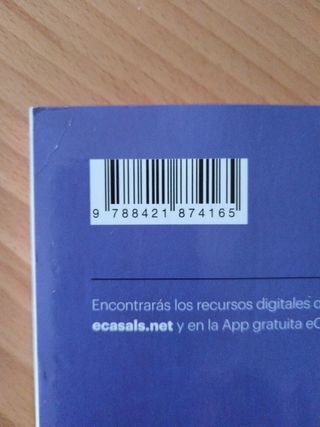 9 788421 874165
Encontrarás los recursos digitales
ecasals.net y en la App gratuita